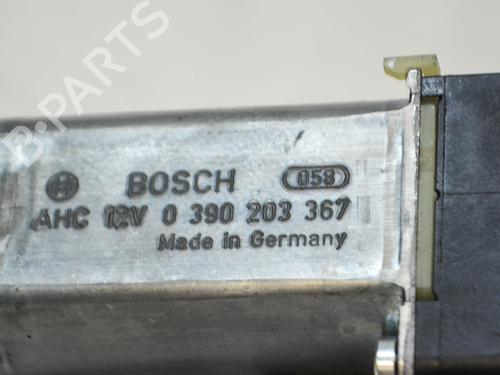 B-PARTS
BOSCH 058
AHC 12V 0 390 203 367
Made in Germany